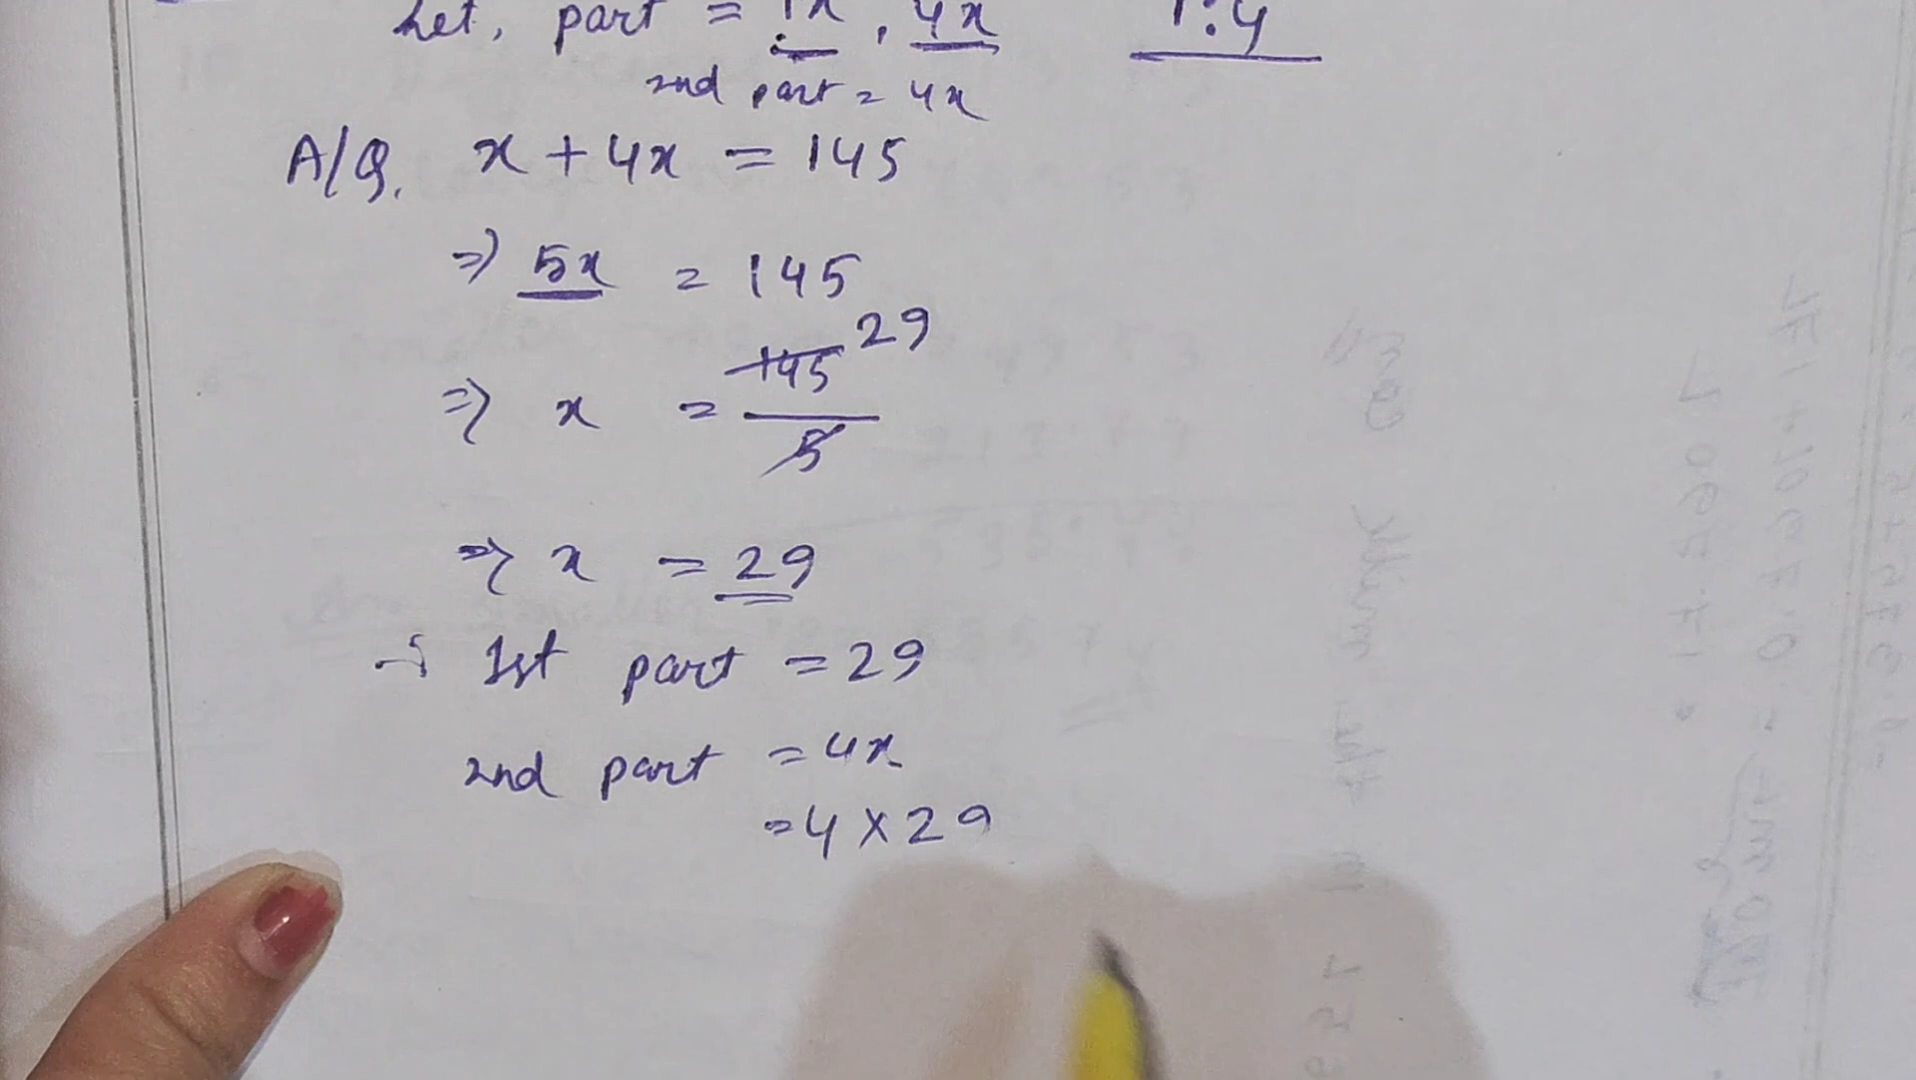 Let, part = 1x, 4x 1:4
2nd part = 4x
A/Q. x + 4x = 145
⇒ 5x = 145
⇒ x = 145/5 29
⇒ x = 29
∴ 1st part = 29
2nd part = 4x
= 4 × 29